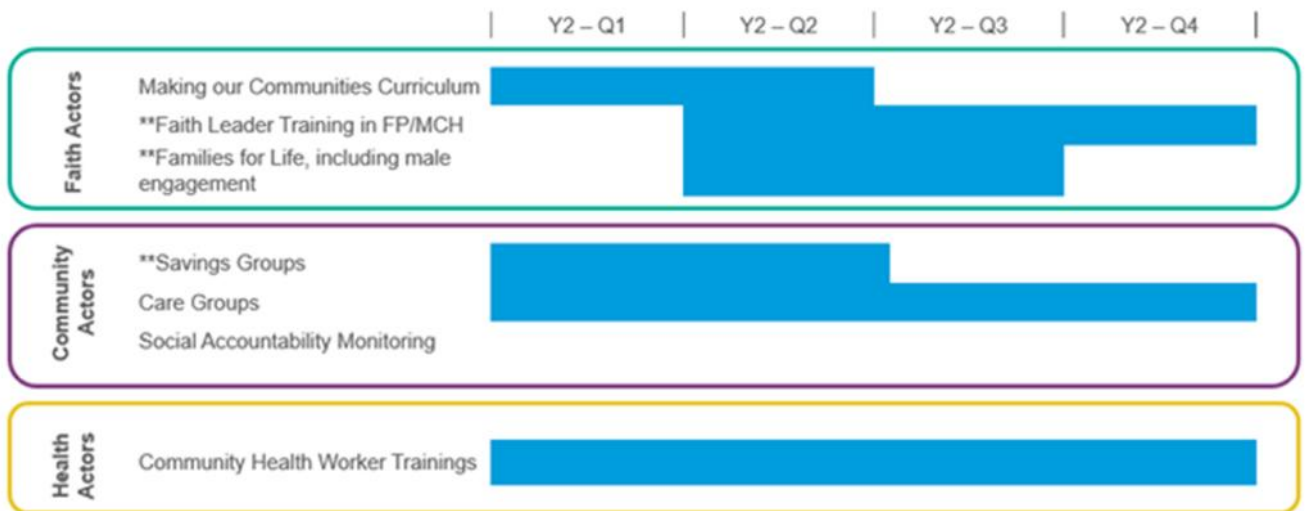 Y2 – Q1
Y2 – Q2
Y2 – Q3
Y2 – Q4
Faith Actors
Making our Communities Curriculum
**Faith Leader Training in FP/MCH
**Families for Life, including male
engagement
Community
Actors
**Savings Groups
Care Groups
Social Accountability Monitoring
Health
Actors
Community Health Worker Trainings